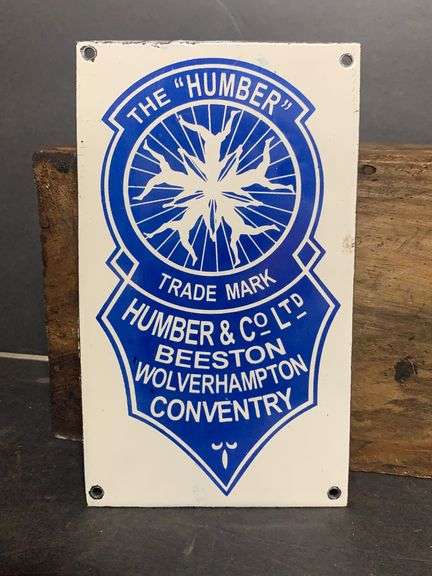 THE "HUMBER"
TRADE MARK
HUMBER & Cº LTD
BEESTON
WOLVERHAMPTON
CONVENTRY